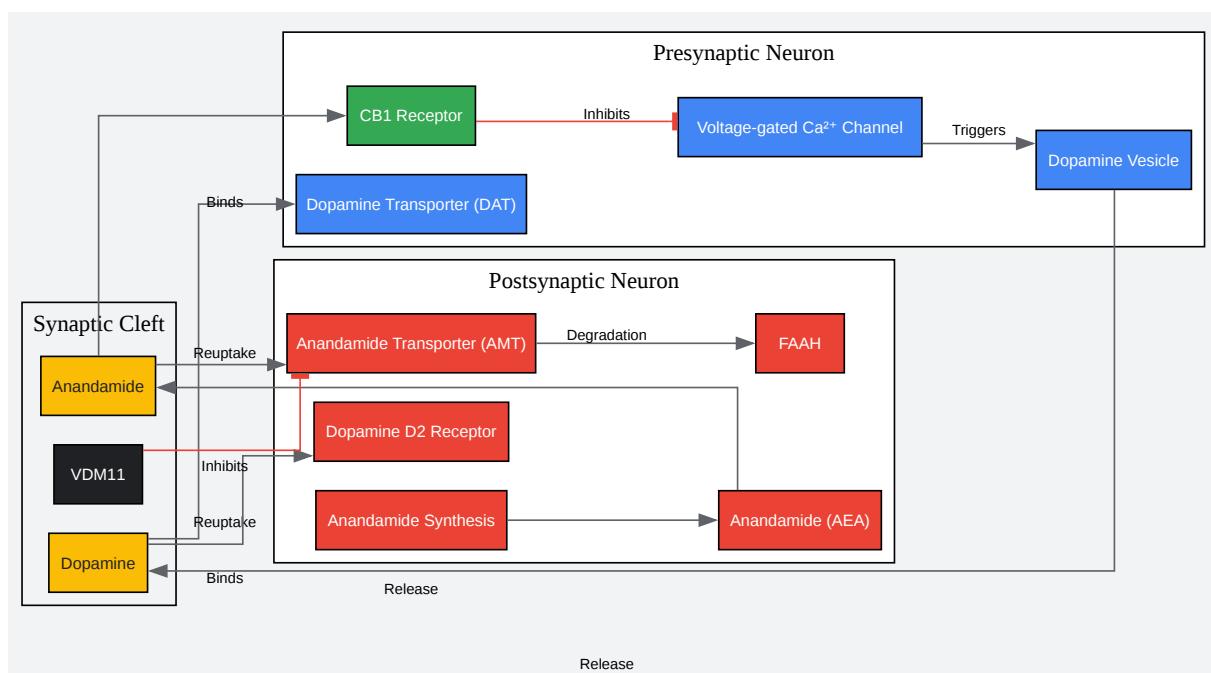 Presynaptic Neuron
CB1 Receptor
Inhibits
Voltage-gated Ca²⁺ Channel
Triggers
Dopamine Vesicle
Binds
Dopamine Transporter (DAT)
Postsynaptic Neuron
Synaptic Cleft
Anandamide Transporter (AMT)
Degradation
FAAH
Reuptake
Anandamide
Dopamine D2 Receptor
VDM11
Inhibits
Reuptake
Anandamide Synthesis
Anandamide (AEA)
Dopamine
Binds
Release
Release